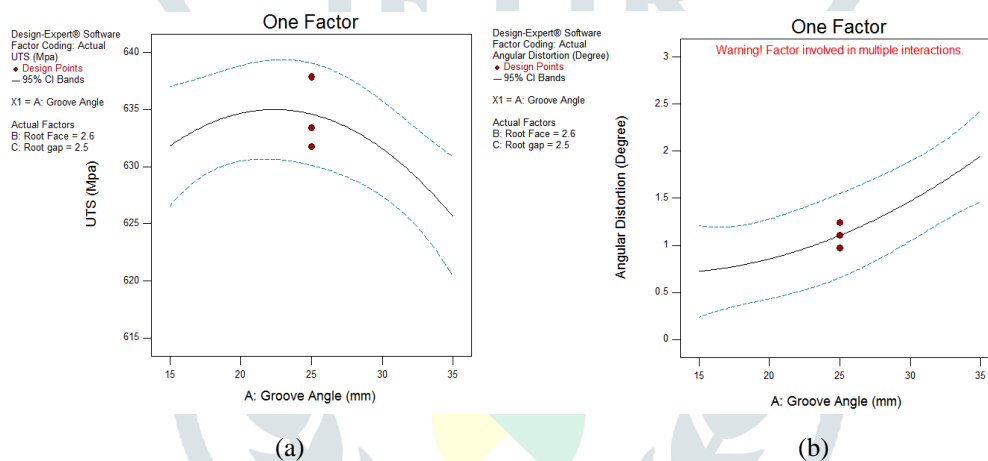 One Factor
Design-Expert® Software
Factor Coding: Actual
UTS (Mpa)
Design Points
95% CI Bands
X1 = A: Groove Angle
Actual Factors
B: Root Face = 2.6
C: Root gap = 2.5
UTS (Mpa)
640
635
630
625
620
615
15
20
25
30
35
A: Groove Angle (mm)
(a)
One Factor
Design-Expert® Software
Factor Coding: Actual
Angular Distortion (Degree)
Design Points
95% CI Bands
X1 = A: Groove Angle
Actual Factors
B: Root Face = 2.6
C: Root gap = 2.5
Warning! Factor involved in multiple interactions.
Angular Distortion (Degree)
3
2.5
2
1.5
1
0.5
0
15
20
25
30
35
A: Groove Angle (mm)
(b)